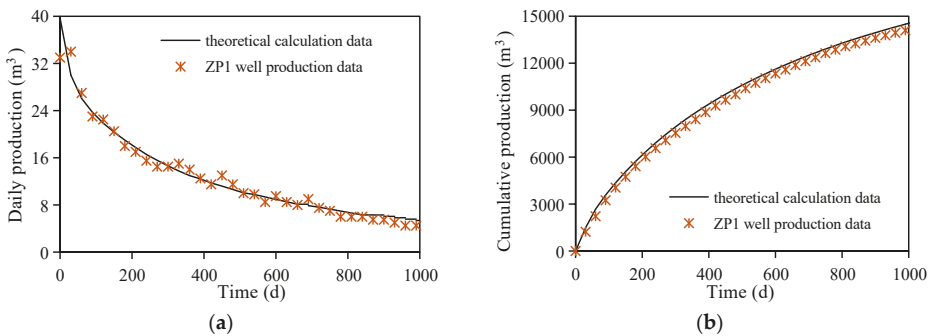 40
32
24
16
8
0
Daily production (m³)
theoretical calculation data
ZP1 well production data
0 200 400 600 800 1000
Time (d)
(a)
15000
12000
9000
6000
3000
0
Cumulative production (m³)
theoretical calculation data
ZP1 well production data
0 200 400 600 800 1000
Time (d)
(b)